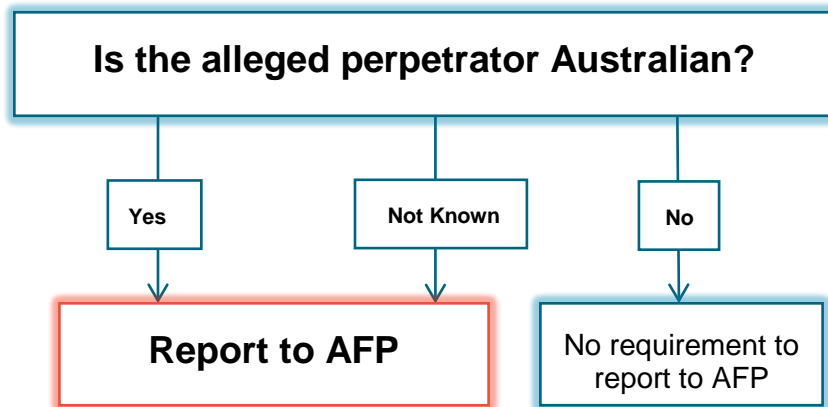 Is the alleged perpetrator Australian?
Yes
Not Known
No
Report to AFP
No requirement to
report to AFP